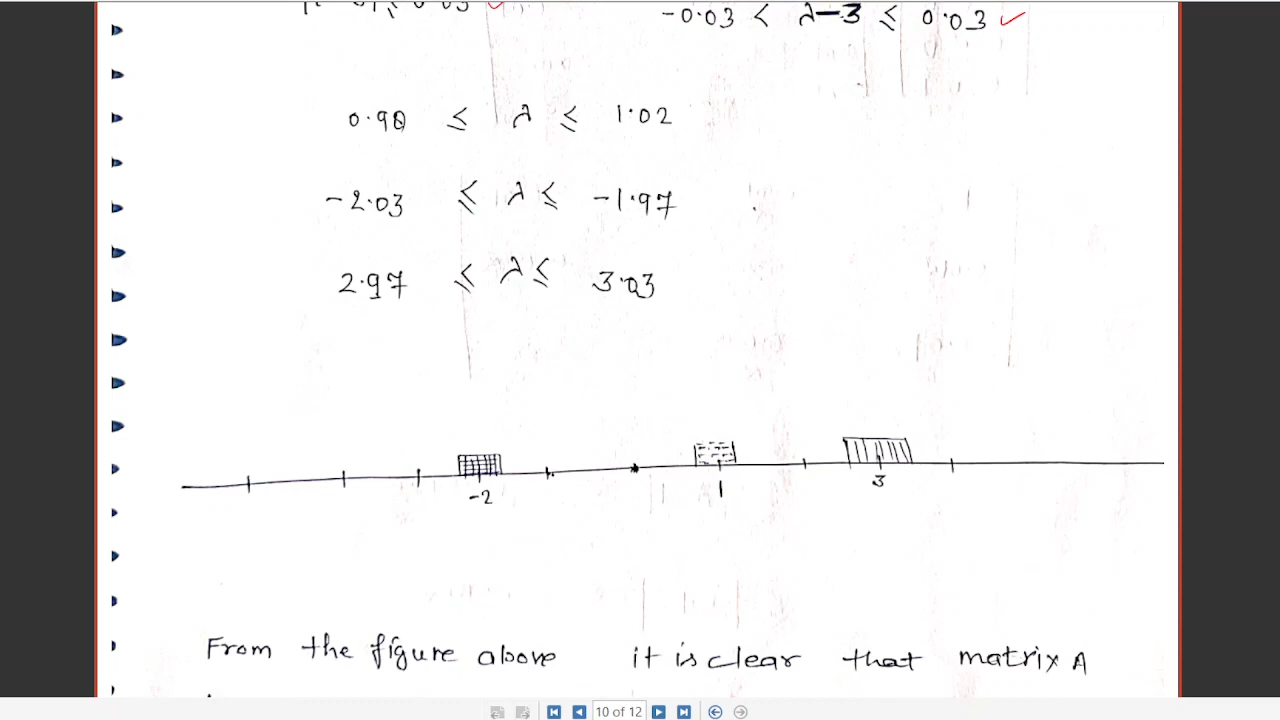 -0.03 < λ-3 ≤ 0.03 ✓
0.98 ≤ λ ≤ 1.02
-2.03 ≤ λ ≤ -1.97
2.97 ≤ λ ≤ 3.03
-2 1 3
From the figure above it is clear that matrix A
10 of 12